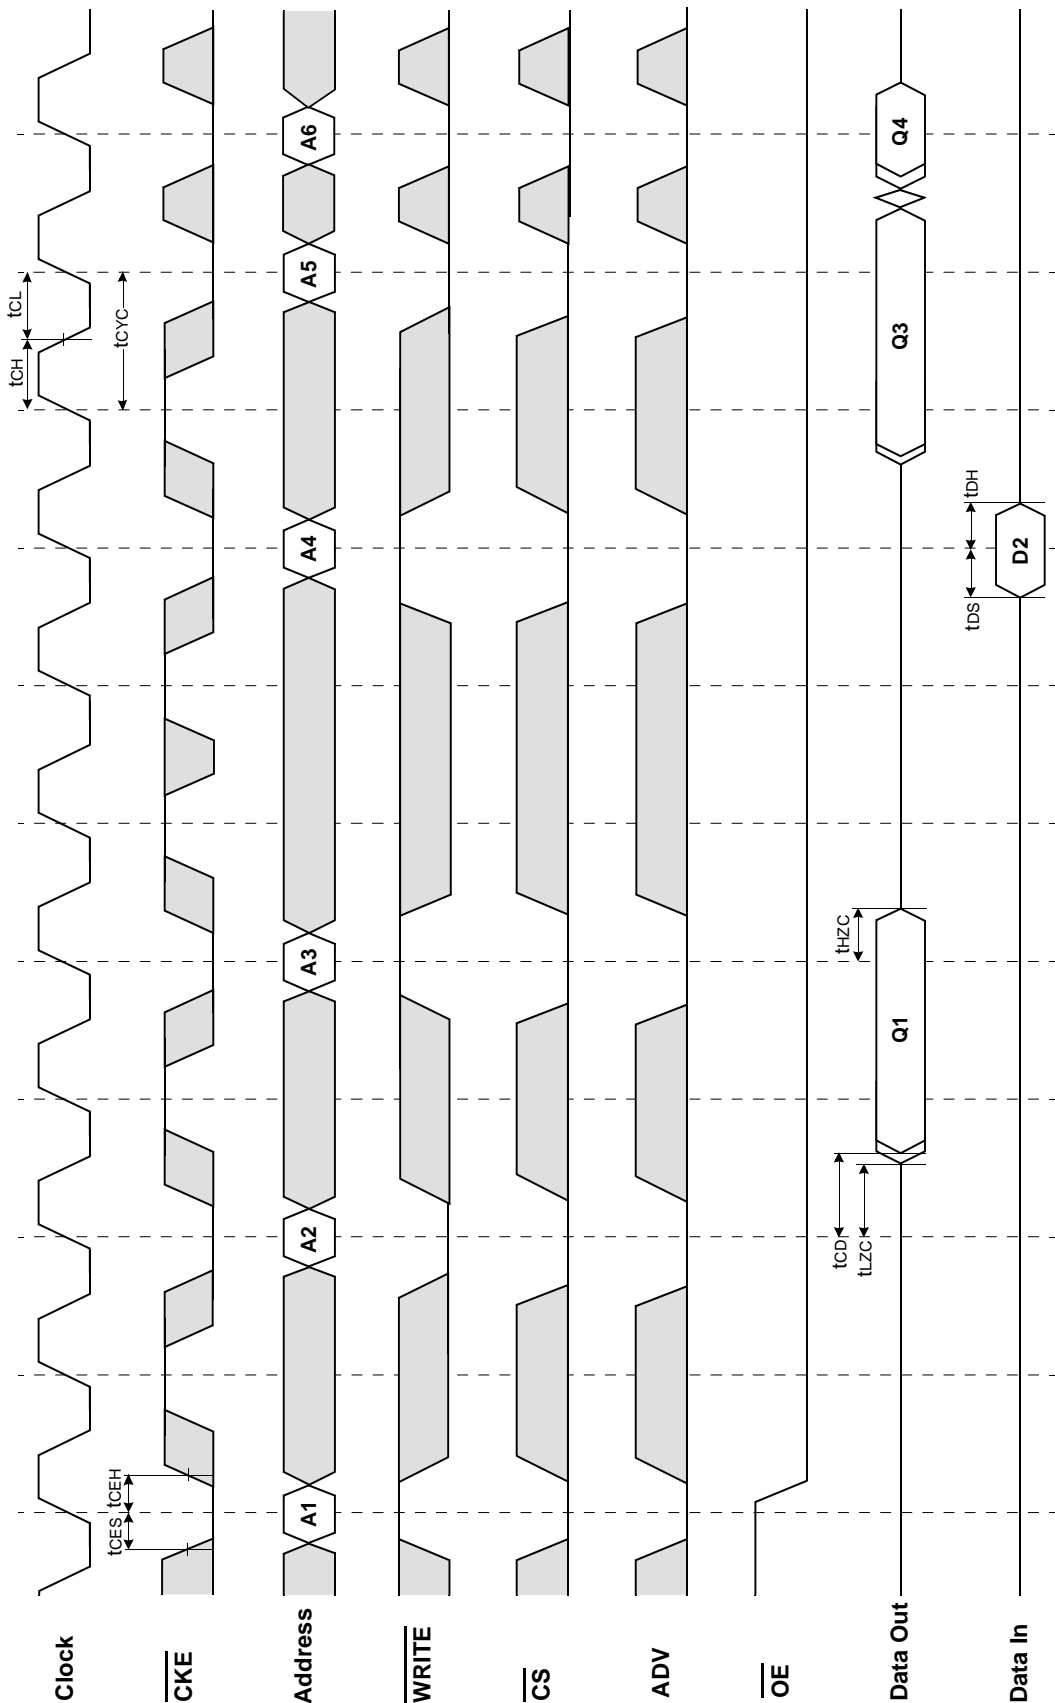 Clock
tCH
tCL
tCYC
tCES
tCEH
CKE
Address
A1
A2
A3
A4
A5
A6
WRITE
CS
ADV
OE
tCD
tLZC
tHZC
Data Out
Q1
Q3
Q4
tDS
tDH
Data In
D2